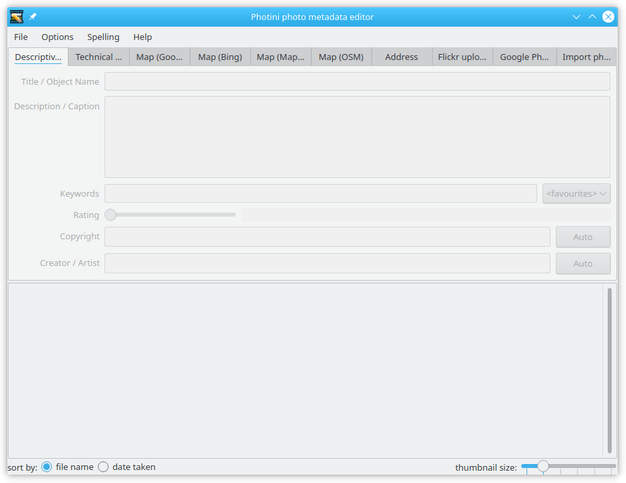 Photini photo metadata editor
File Options Spelling Help
Descriptiv... Technical ... Map (Goo... Map (Bing) Map (Map... Map (OSM) Address Flickr uplo... Google Ph... Import ph...
Title / Object Name
Description / Caption
Keywords <favourites>
Rating
Copyright Auto
Creator / Artist Auto
sort by: file name date taken thumbnail size: